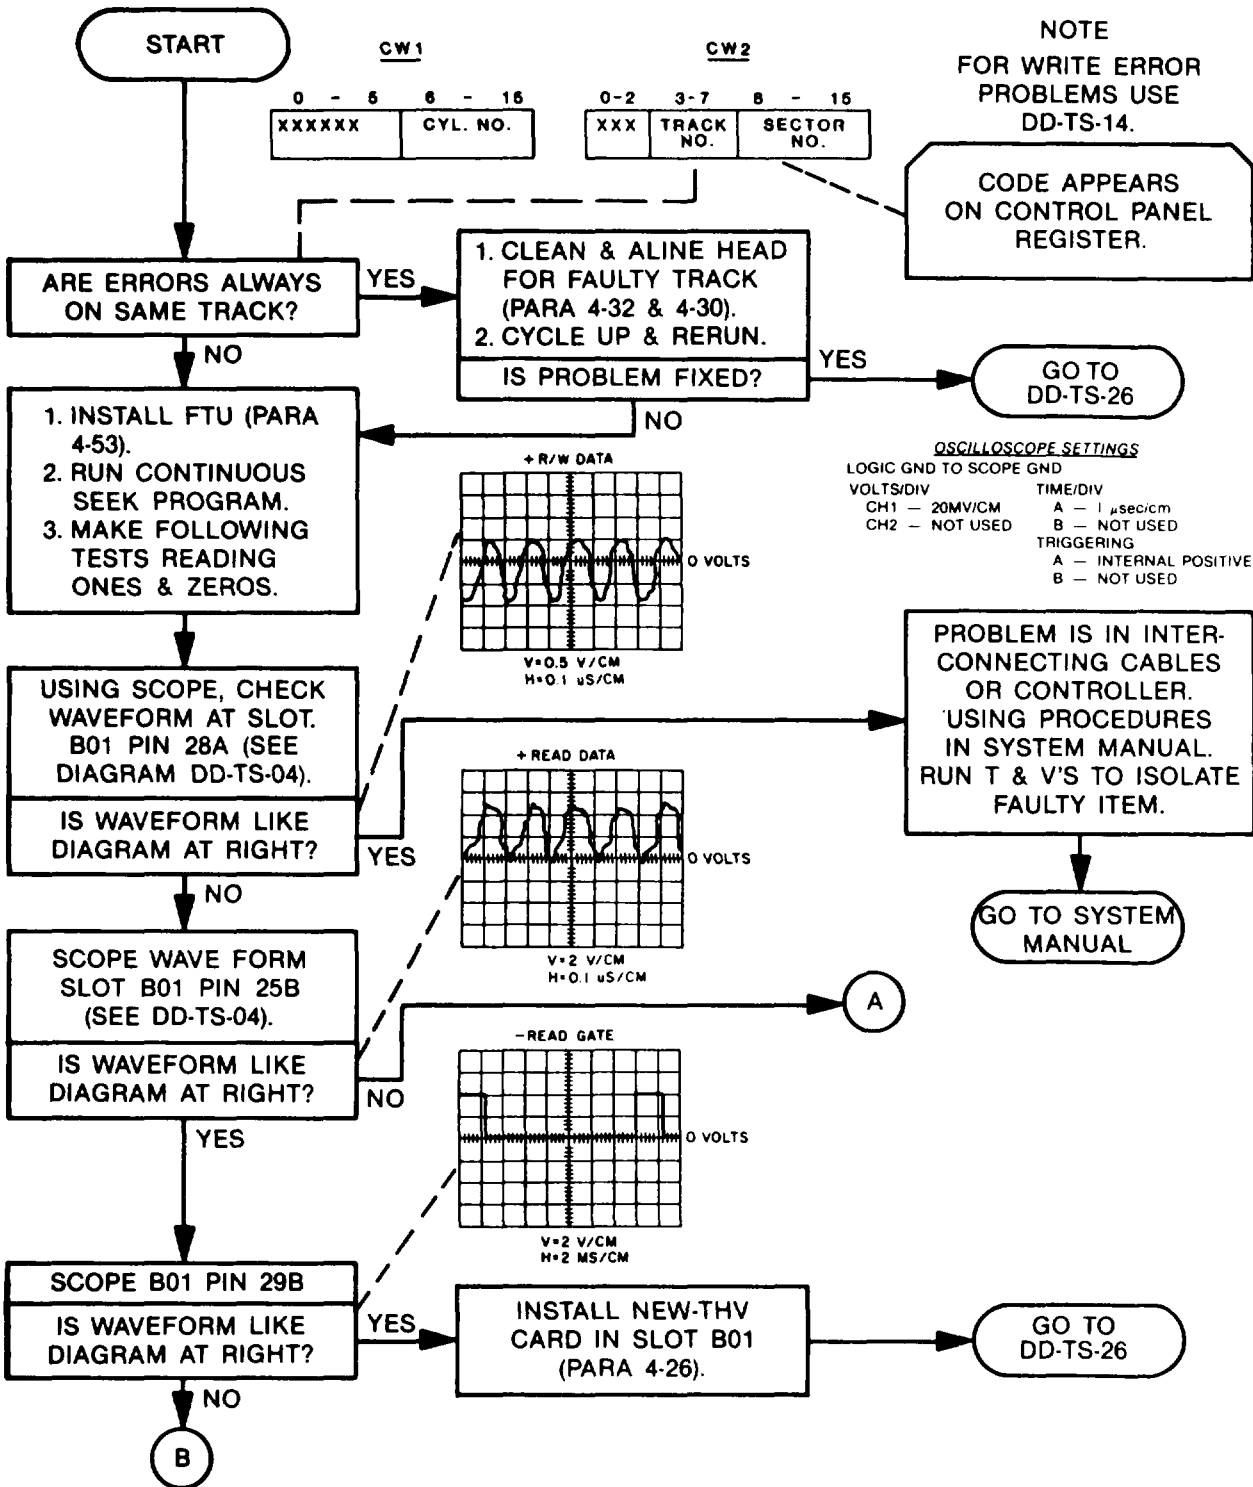 START
CW1
0 - 5 6 - 15
XXXXXX CYL. NO.
CW2
0-2 3-7 8 - 15
XXX TRACK NO. SECTOR NO.
NOTE
FOR WRITE ERROR
PROBLEMS USE
DD-TS-14.
CODE APPEARS
ON CONTROL PANEL
REGISTER.
ARE ERRORS ALWAYS
ON SAME TRACK?
YES
NO
1. CLEAN & ALINE HEAD
FOR FAULTY TRACK
(PARA 4-32 & 4-30).
2. CYCLE UP & RERUN.
IS PROBLEM FIXED?
YES
NO
GO TO
DD-TS-26
1. INSTALL FTU (PARA
4-53).
2. RUN CONTINUOUS
SEEK PROGRAM.
3. MAKE FOLLOWING
TESTS READING
ONES & ZEROS.
+ R/W DATA
0 VOLTS
V=0.5 V/CM
H=0.1 uS/CM
OSCILLOSCOPE SETTINGS
LOGIC GND TO SCOPE GND
VOLTS/DIV TIME/DIV
CH1 — 20MV/CM A — 1 µsec/cm
CH2 — NOT USED B — NOT USED
TRIGGERING
A — INTERNAL POSITIVE
B — NOT USED
USING SCOPE, CHECK
WAVEFORM AT SLOT.
B01 PIN 28A (SEE
DIAGRAM DD-TS-04).
IS WAVEFORM LIKE
DIAGRAM AT RIGHT?
YES
NO
PROBLEM IS IN INTER-
CONNECTING CABLES
OR CONTROLLER.
USING PROCEDURES
IN SYSTEM MANUAL.
RUN T & V'S TO ISOLATE
FAULTY ITEM.
GO TO SYSTEM
MANUAL
+ READ DATA
0 VOLTS
V=2 V/CM
H=0.1 uS/CM
SCOPE WAVE FORM
SLOT B01 PIN 25B
(SEE DD-TS-04).
IS WAVEFORM LIKE
DIAGRAM AT RIGHT?
NO
YES
A
-READ GATE
0 VOLTS
V=2 V/CM
H=2 MS/CM
SCOPE B01 PIN 29B
IS WAVEFORM LIKE
DIAGRAM AT RIGHT?
YES
NO
INSTALL NEW-THV
CARD IN SLOT B01
(PARA 4-26).
GO TO
DD-TS-26
B